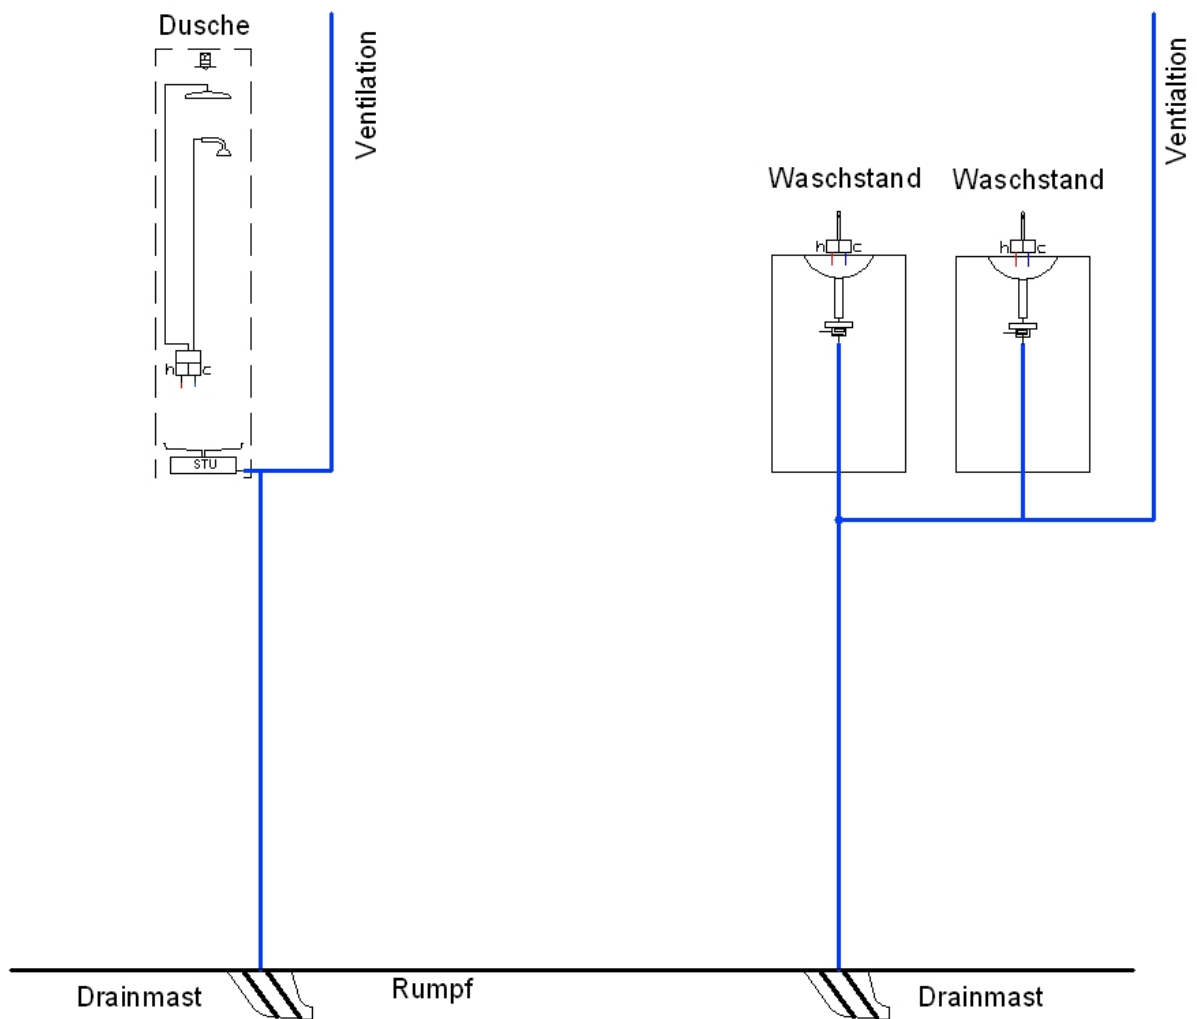 Dusche
Ventilation
Ventialtion
Waschstand
Waschstand
h c
h c
h c
STU
Drainmast
Rumpf
Drainmast